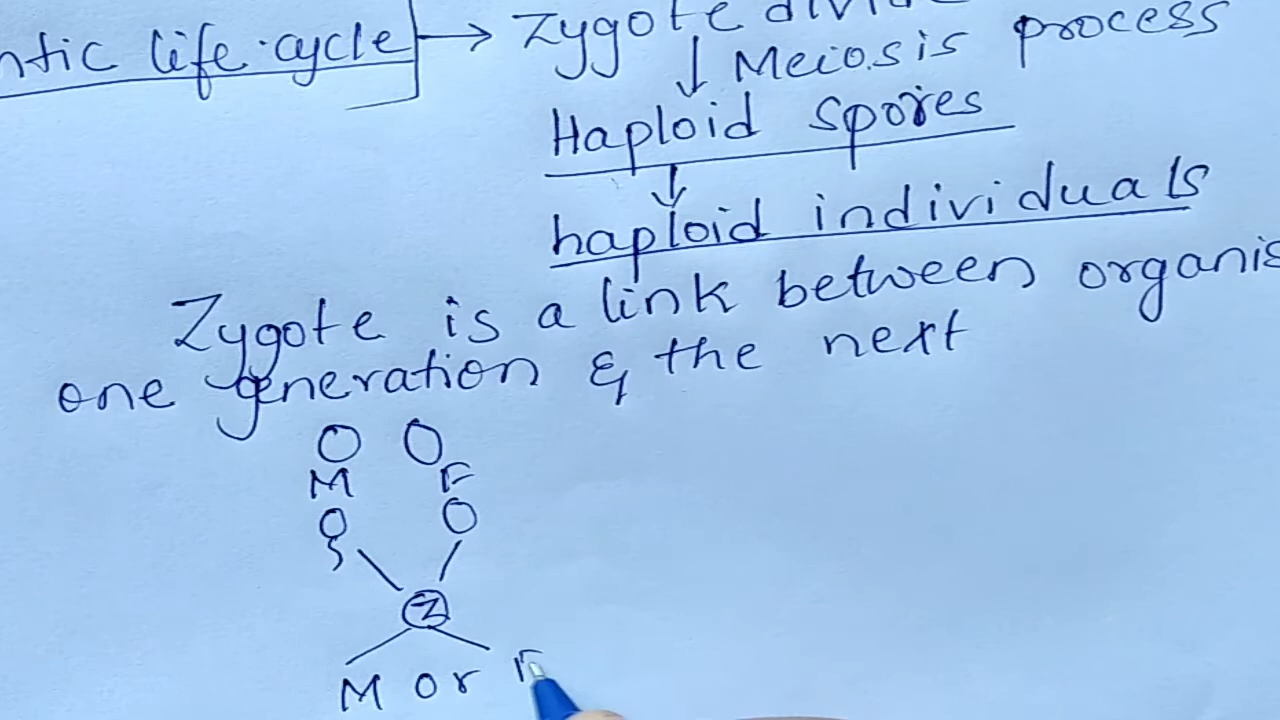 ntic life cycle → Zygote divi
↓ Meiosis process
Haploid spores
↓
haploid individuals
Zygote is a link between organis
one generation & the next
M F
Z
M or F